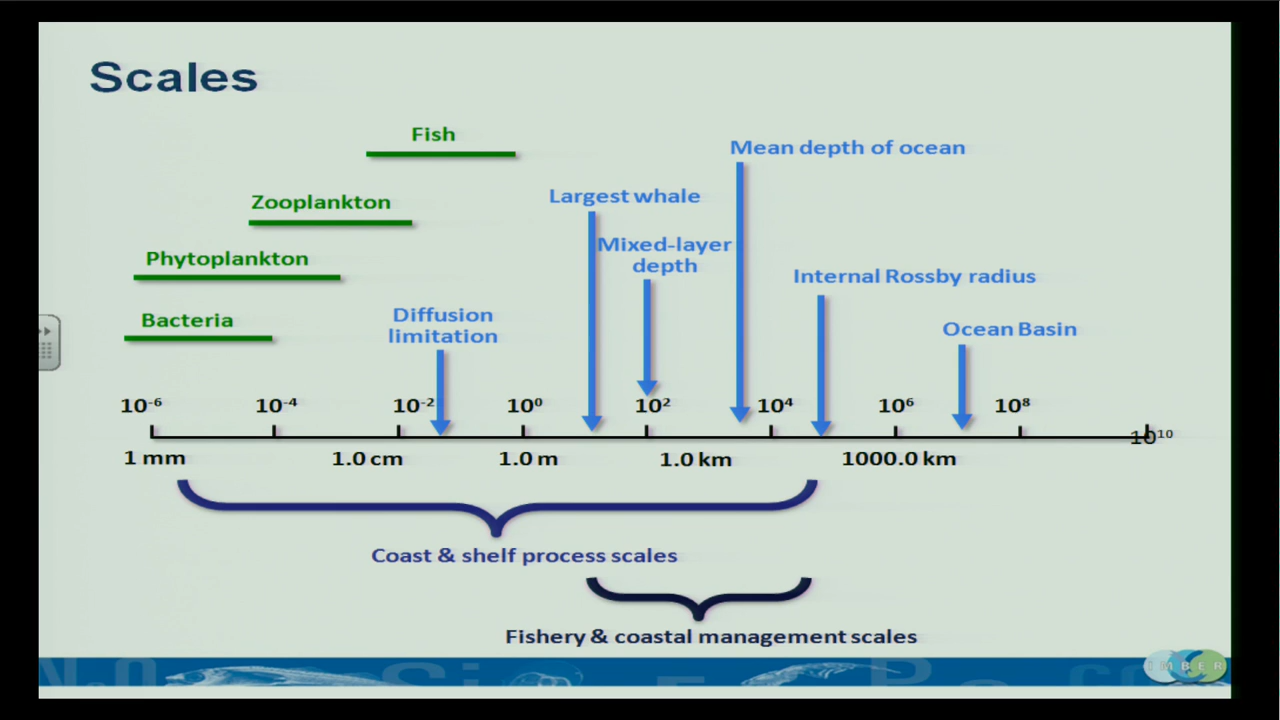 Scales
Fish
Mean depth of ocean
Largest whale
Zooplankton
Mixed-layer
depth
Phytoplankton
Internal Rossby radius
Bacteria
Diffusion
limitation
Ocean Basin
10-6 10-4 10-2 100 102 104 106 108
1010
1 mm 1.0 cm 1.0 m 1.0 km 1000.0 km
Coast & shelf process scales
Fishery & coastal management scales
IMBER